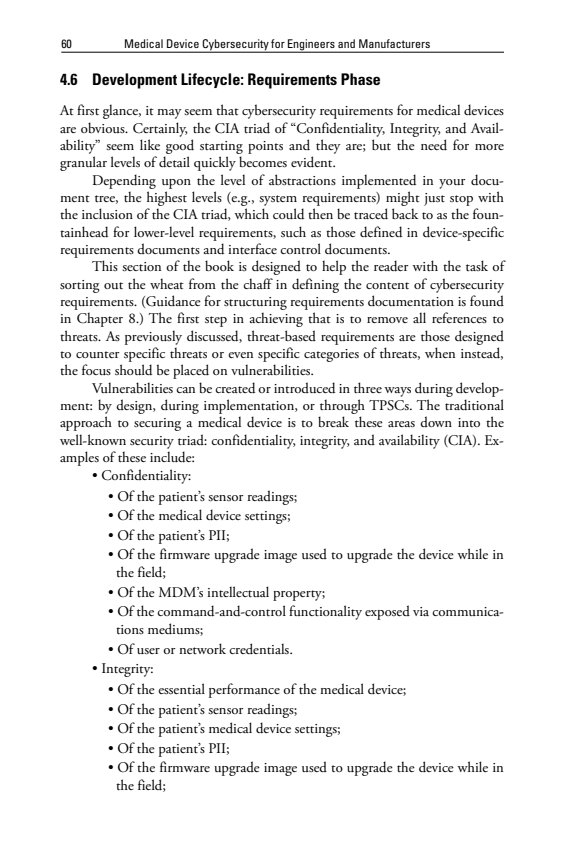 60 Medical Device Cybersecurity for Engineers and Manufacturers
4.6 Development Lifecycle: Requirements Phase
At first glance, it may seem that cybersecurity requirements for medical devices
are obvious. Certainly, the CIA triad of “Confidentiality, Integrity, and Avail-
ability” seem like good starting points and they are; but the need for more
granular levels of detail quickly becomes evident.
Depending upon the level of abstractions implemented in your docu-
ment tree, the highest levels (e.g., system requirements) might just stop with
the inclusion of the CIA triad, which could then be traced back to as the foun-
tainhead for lower-level requirements, such as those defined in device-specific
requirements documents and interface control documents.
This section of the book is designed to help the reader with the task of
sorting out the wheat from the chaff in defining the content of cybersecurity
requirements. (Guidance for structuring requirements documentation is found
in Chapter 8.) The first step in achieving that is to remove all references to
threats. As previously discussed, threat-based requirements are those designed
to counter specific threats or even specific categories of threats, when instead,
the focus should be placed on vulnerabilities.
Vulnerabilities can be created or introduced in three ways during develop-
ment: by design, during implementation, or through TPSCs. The traditional
approach to securing a medical device is to break these areas down into the
well-known security triad: confidentiality, integrity, and availability (CIA). Ex-
amples of these include:
• Confidentiality:
• Of the patient’s sensor readings;
• Of the medical device settings;
• Of the patient’s PII;
• Of the firmware upgrade image used to upgrade the device while in
the field;
• Of the MDM’s intellectual property;
• Of the command-and-control functionality exposed via communica-
tions mediums;
• Of user or network credentials.
• Integrity:
• Of the essential performance of the medical device;
• Of the patient’s sensor readings;
• Of the patient’s medical device settings;
• Of the patient’s PII;
• Of the firmware upgrade image used to upgrade the device while in
the field;